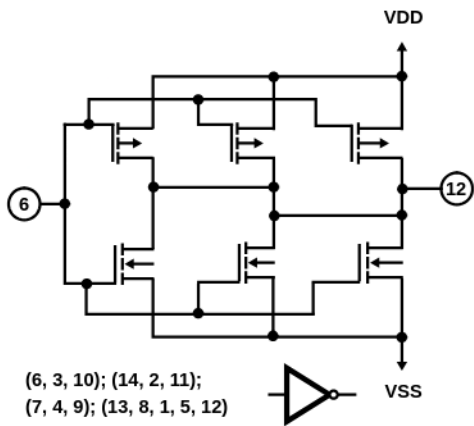 VDD
6
12
VSS
(6, 3, 10); (14, 2, 11);
(7, 4, 9); (13, 8, 1, 5, 12)